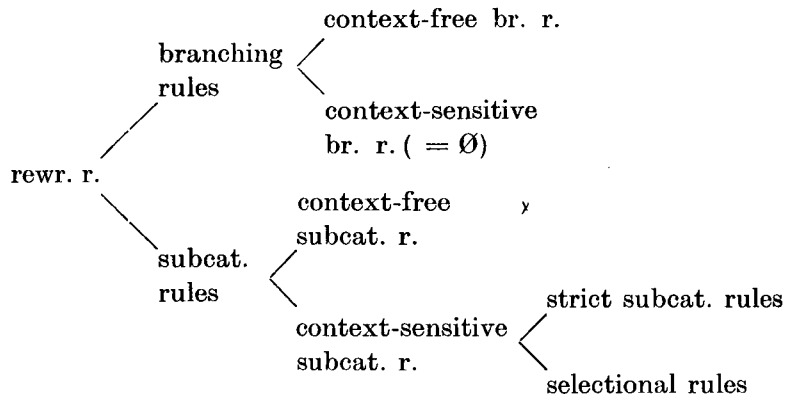 context-free br. r.
branching
rules
context-sensitive
br. r. ( = Ø)
rewr. r.
context-free
subcat. r.
subcat.
rules
strict subcat. rules
context-sensitive
subcat. r.
selectional rules